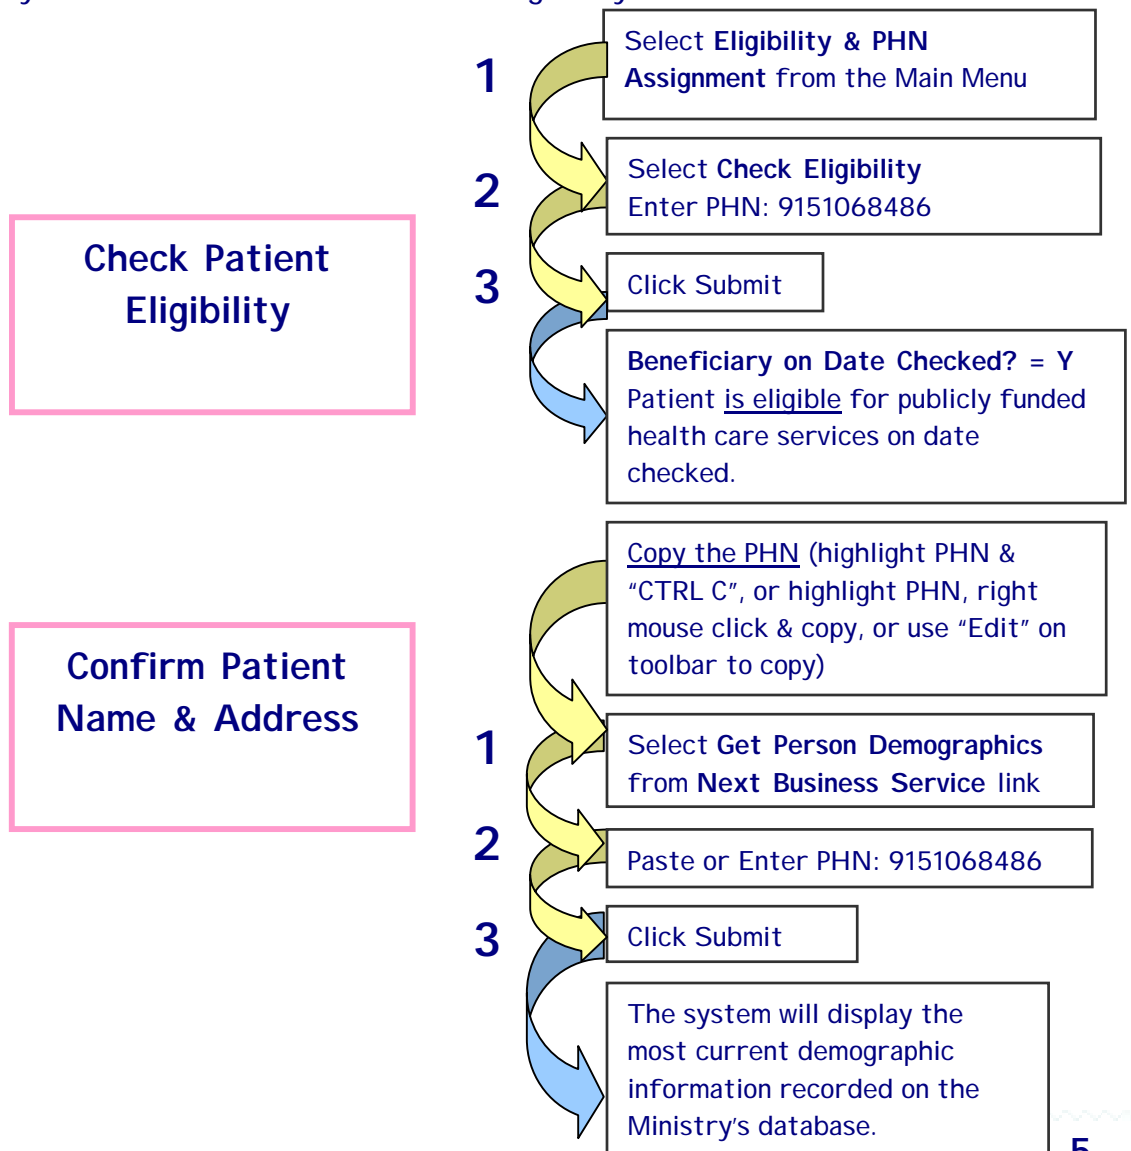 1
Select Eligibility & PHN
Assignment from the Main Menu
2
Select Check Eligibility
Enter PHN: 9151068486
Check Patient
Eligibility
3
Click Submit
Beneficiary on Date Checked? = Y
Patient is eligible for publicly funded
health care services on date
checked.
Copy the PHN (highlight PHN &
“CTRL C”, or highlight PHN, right
mouse click & copy, or use “Edit” on
toolbar to copy)
Confirm Patient
Name & Address
1
Select Get Person Demographics
from Next Business Service link
2
Paste or Enter PHN: 9151068486
3
Click Submit
The system will display the
most current demographic
information recorded on the
Ministry’s database.
5